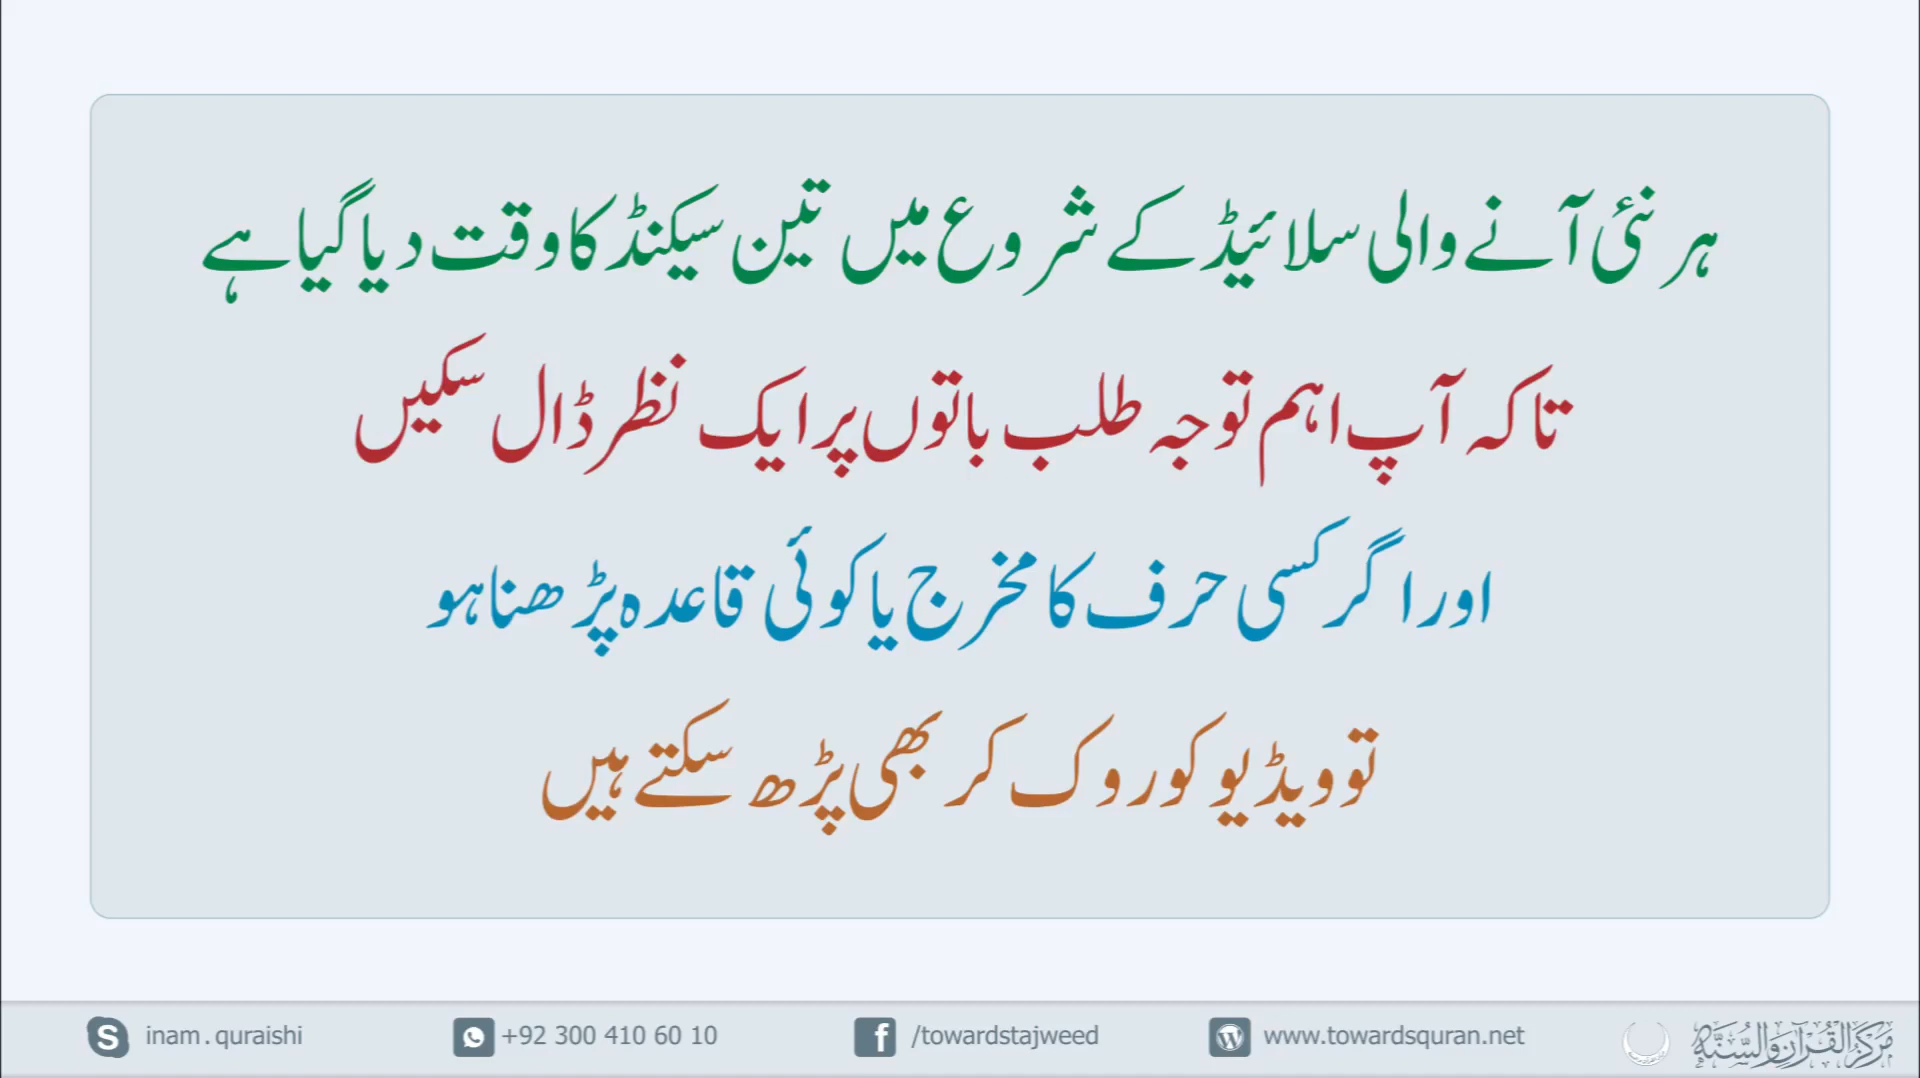 ہر نئی آنے والی سلائیڈ کے شروع میں تین سیکنڈ کا وقت دیا گیا ہے
تاکہ آپ اہم توجہ طلب باتوں پر ایک نظر ڈال سکیں
اور اگر کسی حرف کا مخرج یا کوئی قاعدہ پڑھنا ہو
تو ویڈیو کو روک کر بھی پڑھ سکتے ہیں
inam.quraishi +92 300 410 60 10 /towardstajweed www.towardsquran.net مَرْكَزُ الْقُرْآنِ وَالسُّنَّة